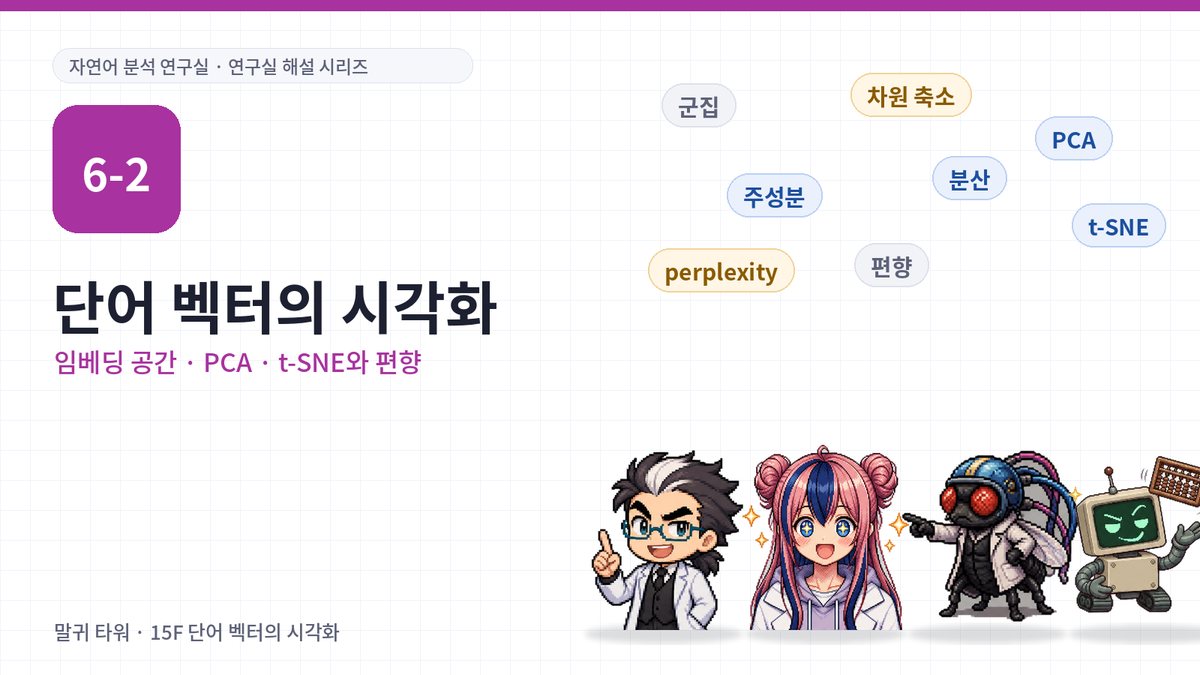 자연어 분석 연구실 · 연구실 해설 시리즈
6-2
단어 벡터의 시각화
임베딩 공간 · PCA · t-SNE와 편향
군집
차원 축소
PCA
주성분
분산
t-SNE
perplexity
편향
말귀 타워 · 15F 단어 벡터의 시각화